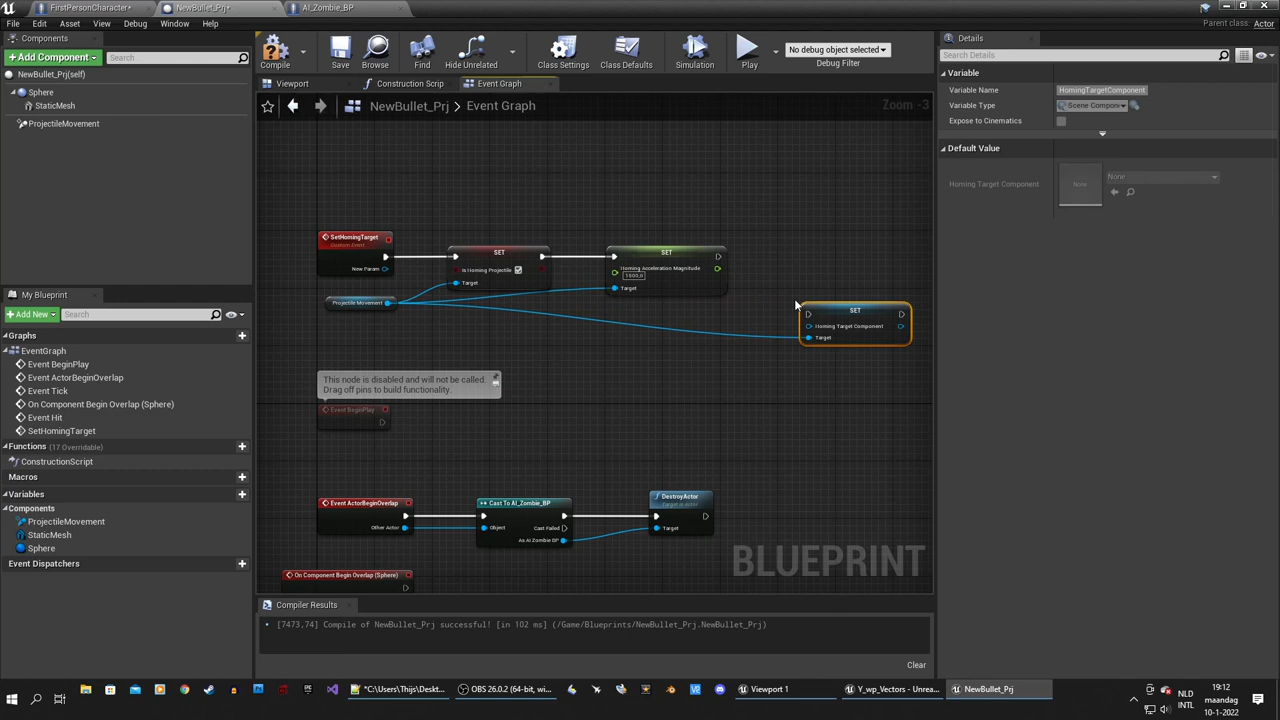 FirstPersonCharacter*
NewBullet_Prj*
AI_Zombie_BP
File Edit Asset View Debug Window Help
Parent class: Actor
Components
+Add Component
Search
NewBullet_Prj(self)
Sphere
StaticMesh
ProjectileMovement
Compile
Save
Browse
Find
Hide Unrelated
Class Settings
Class Defaults
Simulation
Play
No debug object selected
Debug Filter
Viewport
Construction Scrip
Event Graph
NewBullet_Prj > Event Graph
Zoom -3
SetHomingTarget
Custom Event
New Param
SET
Is Homing Projectile
Target
SET
Homing Acceleration Magnitude
Target
Projectile Movement
SET
Homing Target Component
Target
This node is disabled and will not be called.
Drag off pins to build functionality.
Event BeginPlay
Event ActorBeginOverlap
Other Actor
Cast To AI_Zombie_BP
Object
Cast Failed
As AI Zombie BP
DestroyActor
Target is Actor
Target
On Component Begin Overlap (Sphere)
BLUEPRINT
My Blueprint
+Add New
Search
Graphs
EventGraph
Event BeginPlay
Event ActorBeginOverlap
Event Tick
On Component Begin Overlap (Sphere)
Event Hit
SetHomingTarget
Functions (17 Overridable)
ConstructionScript
Macros
Variables
Components
ProjectileMovement
StaticMesh
Sphere
Event Dispatchers
Compiler Results
[7473,74] Compile of NewBullet_Prj successful! [in 102 ms] (/Game/Blueprints/NewBullet_Prj.NewBullet_Prj)
Clear
Details
Search Details
Variable
Variable Name
HomingTargetComponent
Variable Type
Scene Compon
Expose to Cinematics
Default Value
Homing Target Component
None
None
*C:\Users\Thijs\Deskt...
OBS 26.0.2 (64-bit, wi...
Viewport 1
Y_wp_Vectors - Unrea...
NewBullet_Prj
NLD
INTL
19:12
maandag
10-1-2022